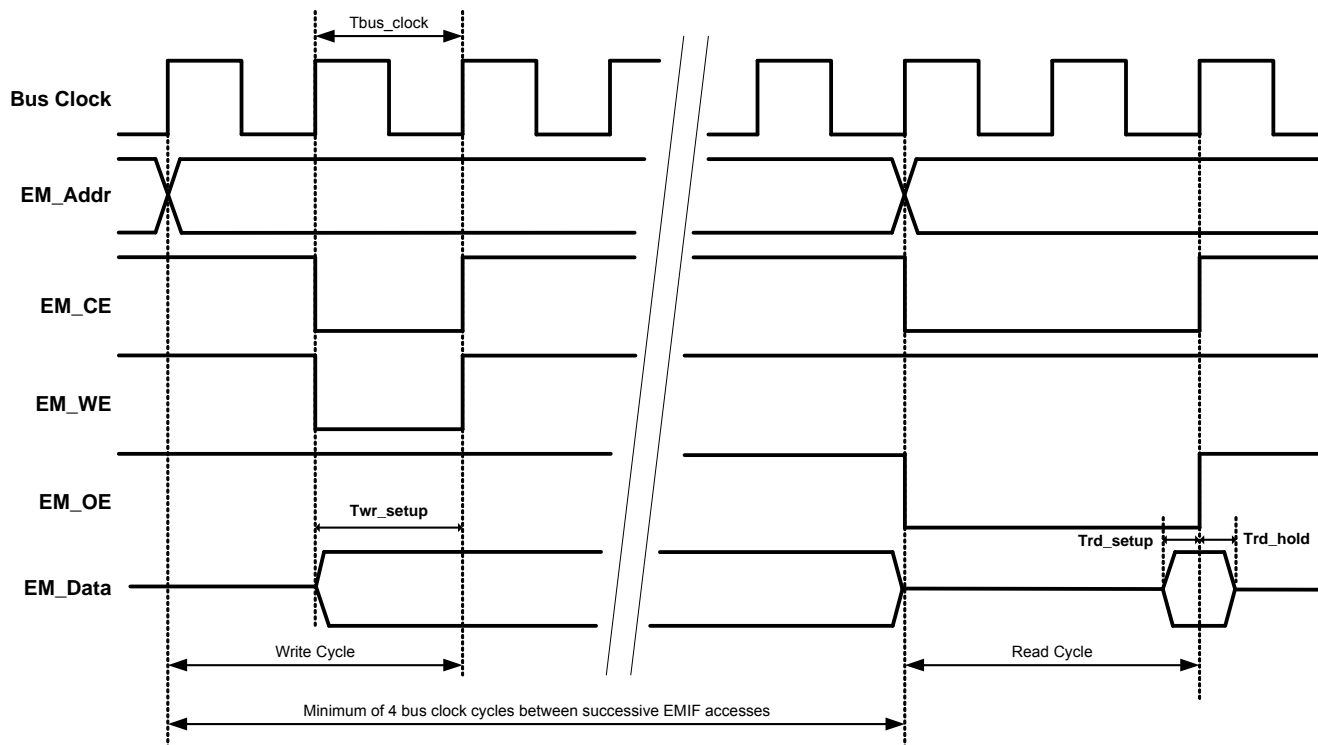 Tbus_clock
Bus Clock
EM_Addr
EM_CE
EM_WE
EM_OE
Twr_setup
Trd_setup
Trd_hold
EM_Data
Write Cycle
Read Cycle
Minimum of 4 bus clock cycles between successive EMIF accesses